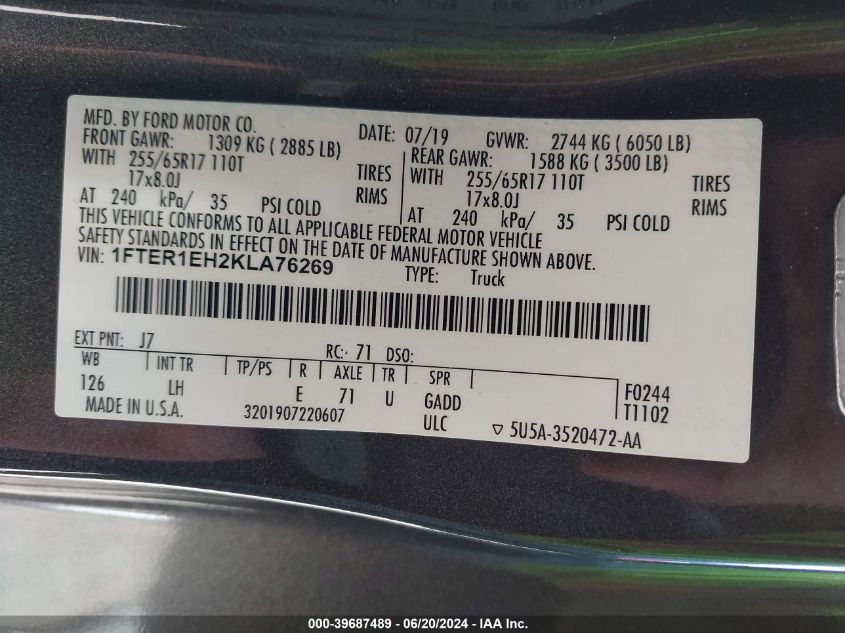 MFD. BY FORD MOTOR CO. DATE: 07/19 GVWR: 2744 KG ( 6050 LB)
FRONT GAWR: 1309 KG ( 2885 LB) REAR GAWR: 1588 KG ( 3500 LB)
WITH 255/65R17 110T TIRES WITH 255/65R17 110T TIRES
17x8.0J RIMS 17x8.0J RIMS
AT 240 kPa/ 35 PSI COLD AT 240 kPa/ 35 PSI COLD
THIS VEHICLE CONFORMS TO ALL APPLICABLE FEDERAL MOTOR VEHICLE
SAFETY STANDARDS IN EFFECT ON THE DATE OF MANUFACTURE SHOWN ABOVE.
VIN: 1FTER1EH2KLA76269 TYPE: Truck
EXT PNT: J7 RC: 71 DSO:
WB INT TR TP/PS R AXLE TR SPR
126 LH E 71 U GADD F0244
MADE IN U.S.A. 3201907220607 ULC T1102
5U5A-3520472-AA
000-39687489 - 06/20/2024 - IAA Inc.